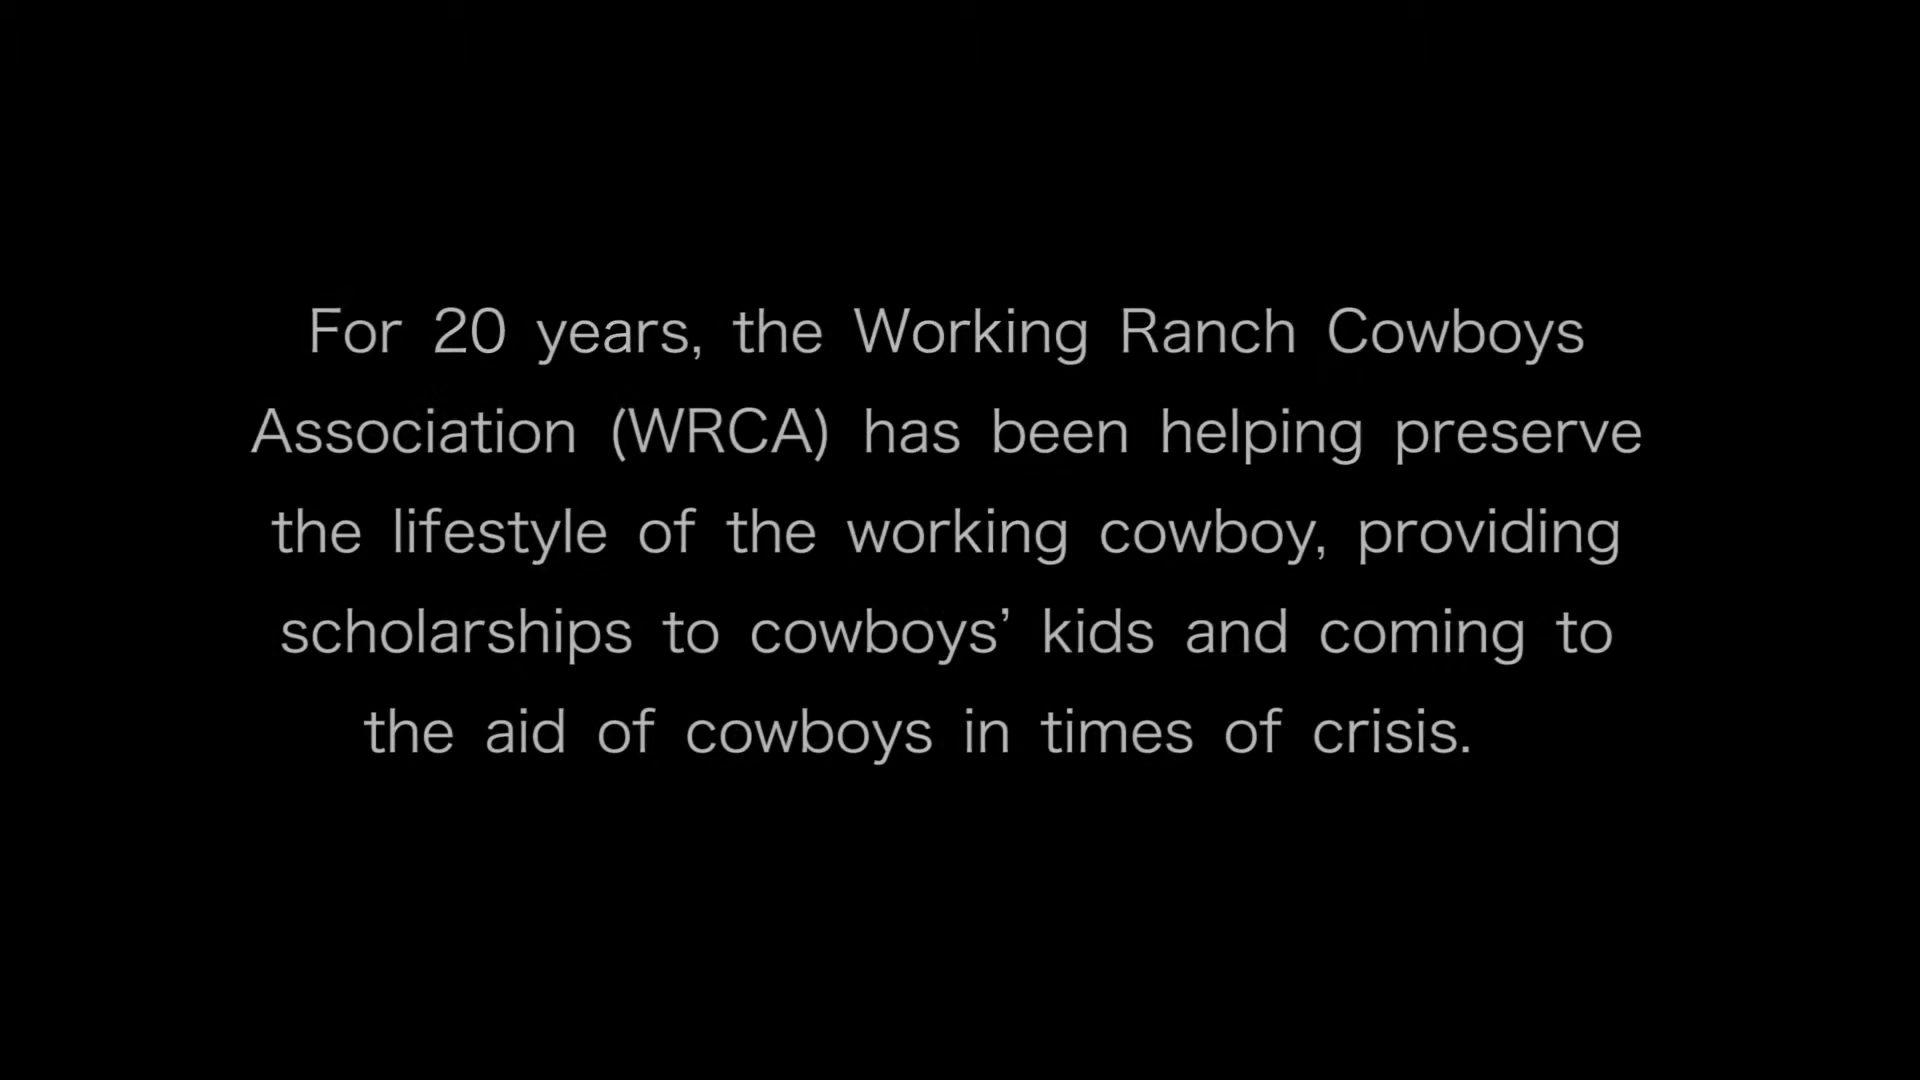 For 20 years, the Working Ranch Cowboys
Association (WRCA) has been helping preserve
the lifestyle of the working cowboy, providing
scholarships to cowboys’ kids and coming to
the aid of cowboys in times of crisis.